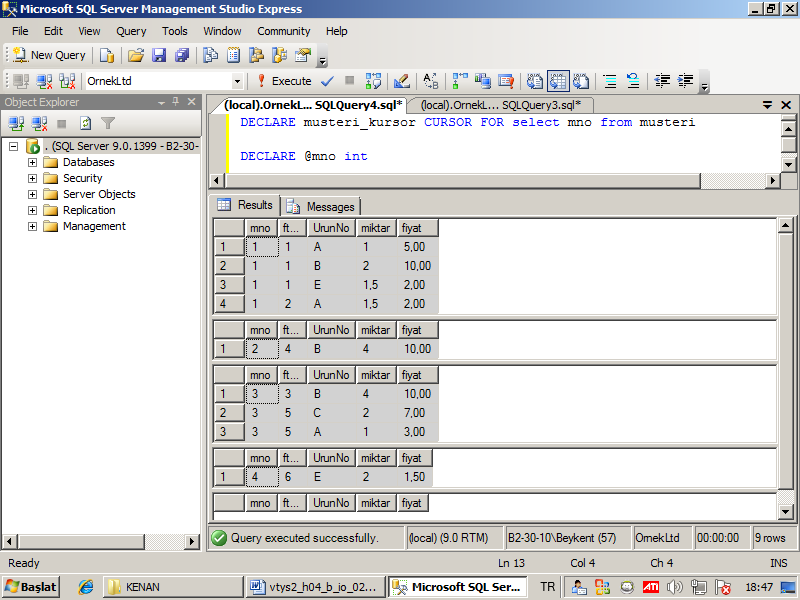 Microsoft SQL Server Management Studio Express
File Edit View Query Tools Window Community Help
New Query
OrnekLtd Execute
Object Explorer
. (SQL Server 9.0.1399 - B2-30-
Databases
Security
Server Objects
Replication
Management
(local).OrnekL... SQLQuery4.sql* (local).OrnekL... SQLQuery3.sql*
DECLARE musteri_kursor CURSOR FOR select mno from musteri
DECLARE @mno int
Results Messages
mno ft... UrunNo miktar fiyat
1 1 1 A 1 5,00
2 1 1 B 2 10,00
3 1 1 E 1,5 2,00
4 1 2 A 1,5 2,00
mno ft... UrunNo miktar fiyat
1 2 4 B 4 10,00
mno ft... UrunNo miktar fiyat
1 3 3 B 4 10,00
2 3 5 C 2 7,00
3 3 5 A 1 3,00
mno ft... UrunNo miktar fiyat
1 4 6 E 2 1,50
mno ft... UrunNo miktar fiyat
Query executed successfully. (local) (9.0 RTM) B2-30-10\Beykent (57) OrnekLtd 00:00:00 9 rows
Ready Ln 13 Col 4 Ch 4 INS
Başlat KENAN vtys2_h04_b_io_02... Microsoft SQL Ser... TR ATI 18:47